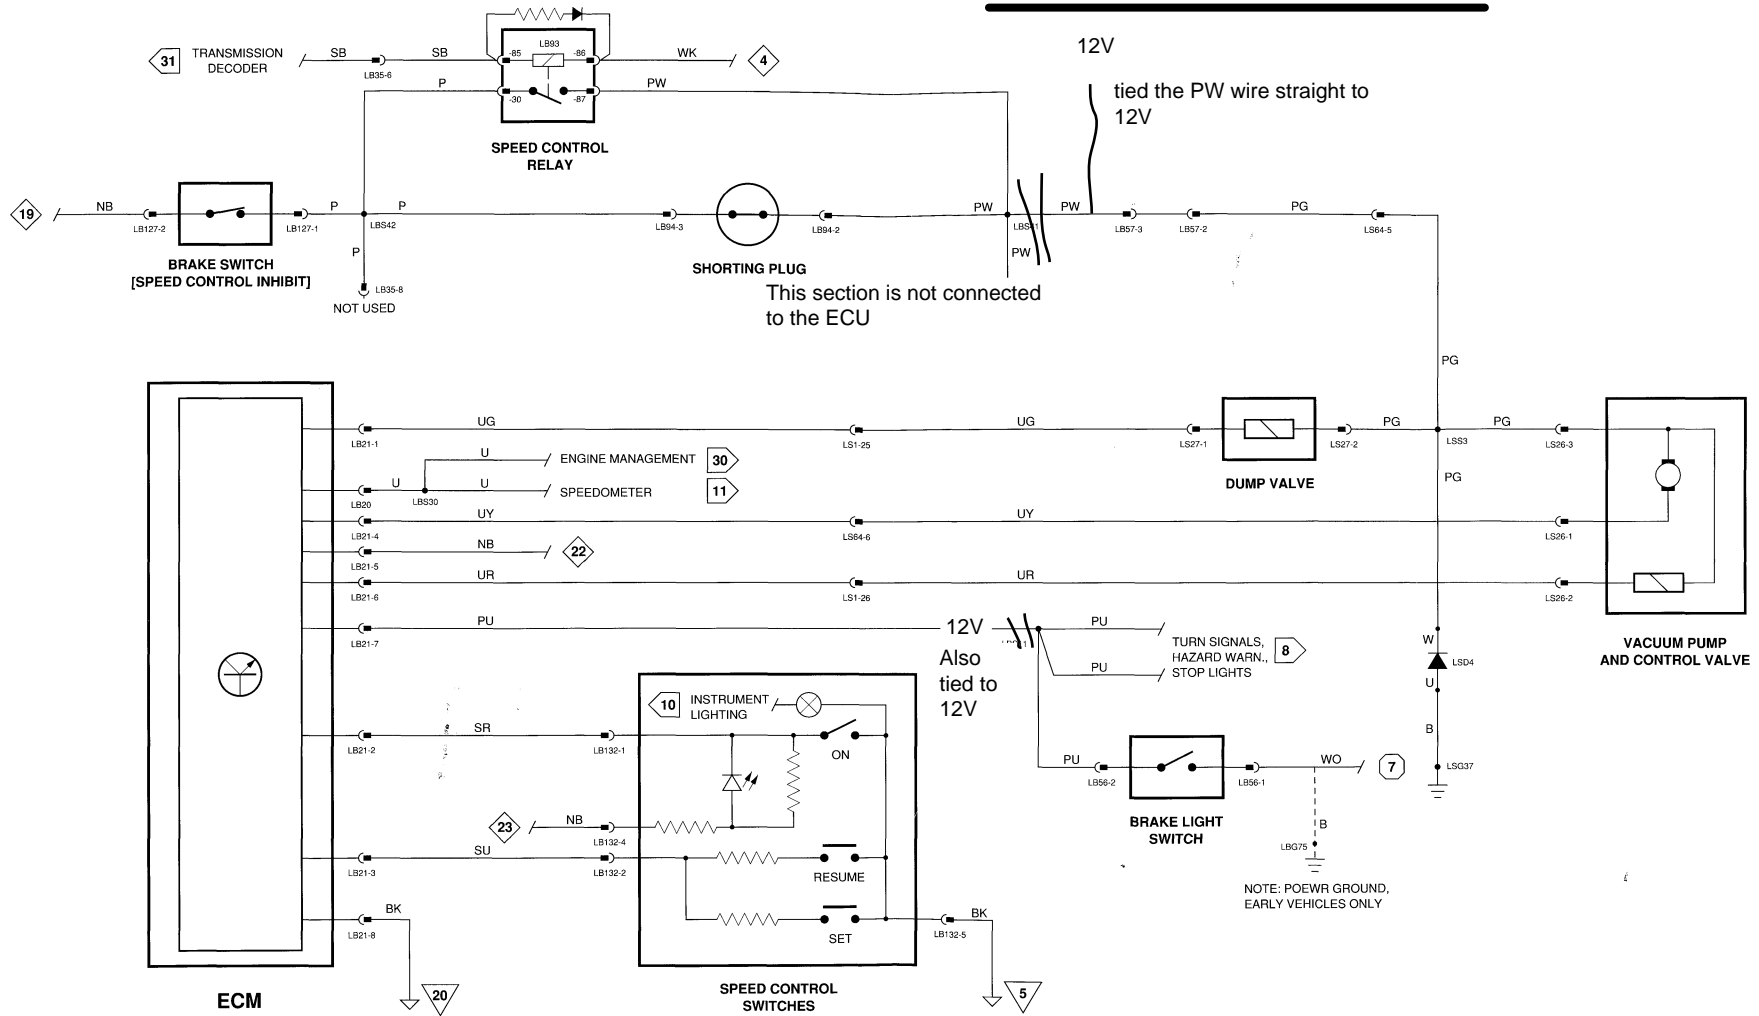 12V
tied the PW wire straight to
12V
LB93
-85
-86
-30
-87
31
TRANSMISSION
DECODER
SB
LB35-6
SB
WK
4
P
PW
SPEED CONTROL
RELAY
19
NB
LB127-2
LB127-1
P
LBS42
P
P
LB35-8
NOT USED
BRAKE SWITCH
[SPEED CONTROL INHIBIT]
LB94-3
LB94-2
SHORTING PLUG
PW
PW
PW
LB57-3
LB57-2
PG
LS64-5
This section is not connected
to the ECU
PG
UG
LB21-1
LS1-25
UG
LS27-1
LS27-2
PG
LSS3
PG
LS26-3
DUMP VALVE
PG
U
ENGINE MANAGEMENT
30
U
LB20
LBS30
U
SPEEDOMETER
11
UY
LB21-4
LS64-6
UY
LS26-1
NB
LB21-5
22
UR
LB21-6
LS1-26
UR
LS26-2
PU
LB21-7
12V
Also
tied to
12V
PU
PU
TURN SIGNALS,
HAZARD WARN.,
STOP LIGHTS
8
W
LSD4
U
B
LSG37
VACUUM PUMP
AND CONTROL VALVE
10
INSTRUMENT
LIGHTING
SR
LB21-2
LB132-1
ON
23
NB
LB132-4
SU
LB21-3
LB132-2
RESUME
BK
LB21-8
20
SET
LB132-5
BK
5
PU
LB56-2
LB56-1
WO
7
BRAKE LIGHT
SWITCH
B
LBG75
NOTE: POEWR GROUND,
EARLY VEHICLES ONLY
ECM
SPEED CONTROL
SWITCHES